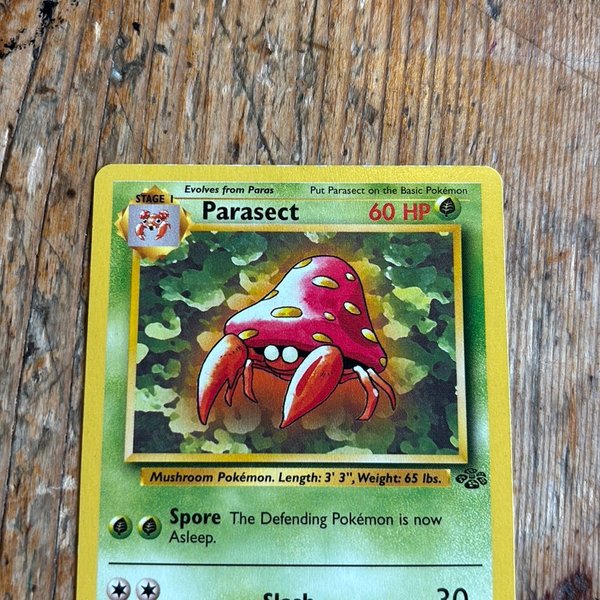 Evolves from Paras Put Parasect on the Basic Pokémon
STAGE 1
Parasect 60 HP
Mushroom Pokémon. Length: 3' 3", Weight: 65 lbs.
Spore The Defending Pokémon is now
Asleep.
Slash 30